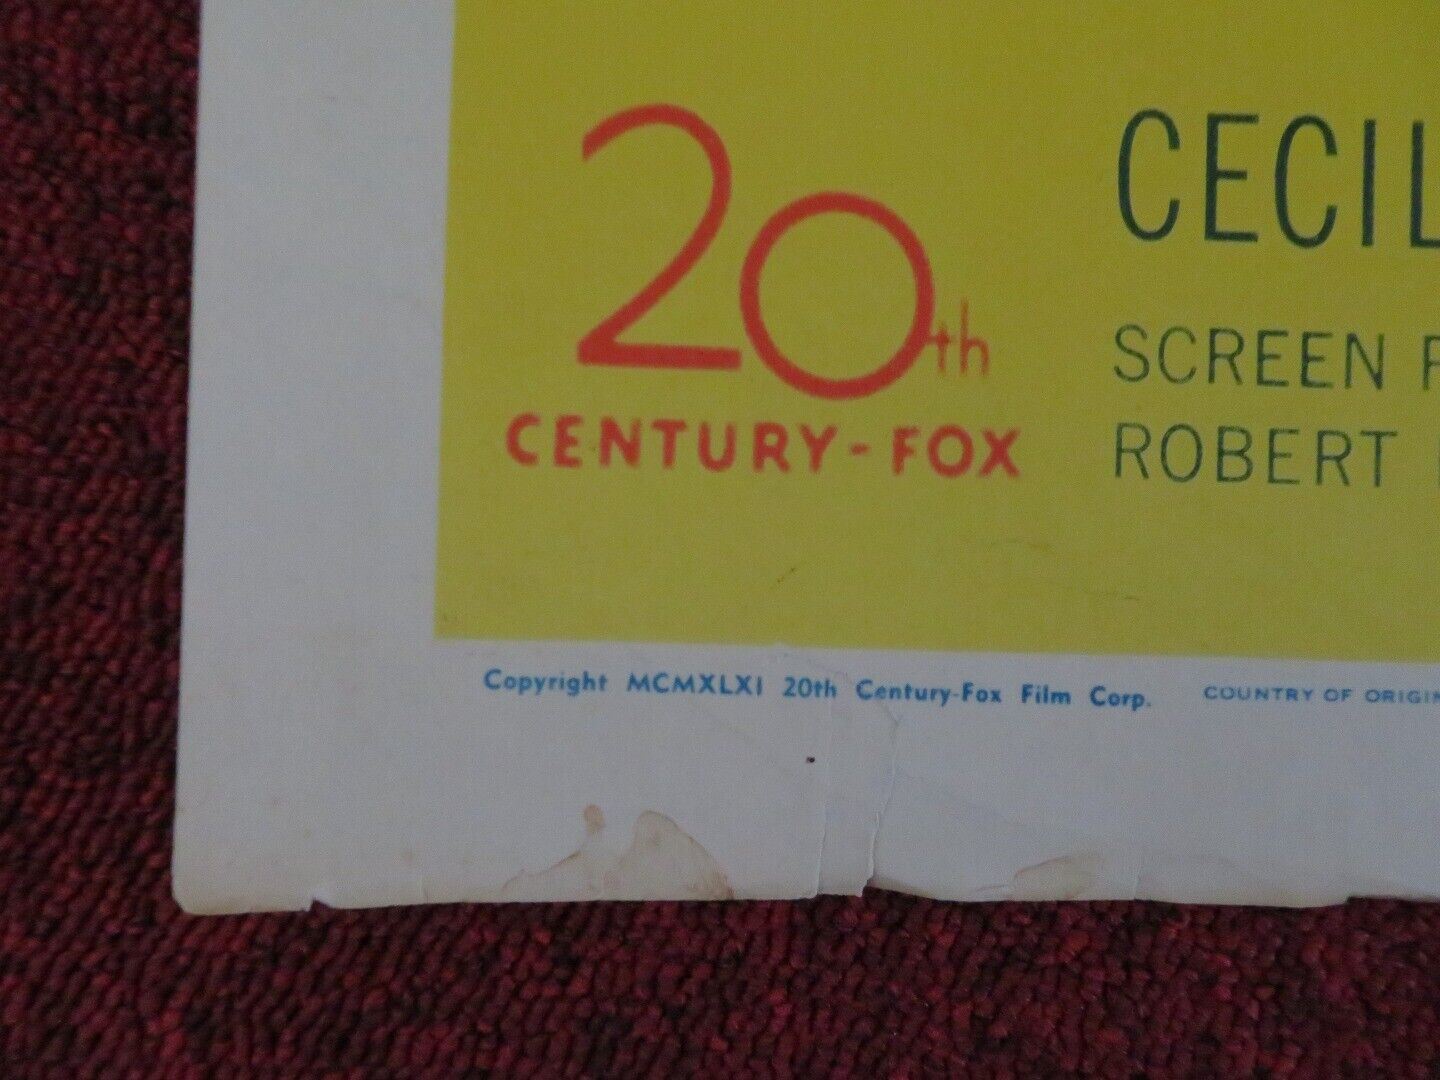 20th
CENTURY-FOX
CECIL
SCREEN
ROBERT
Copyright MCMXLXI 20th Century-Fox Film Corp.
COUNTRY OF ORIGIN